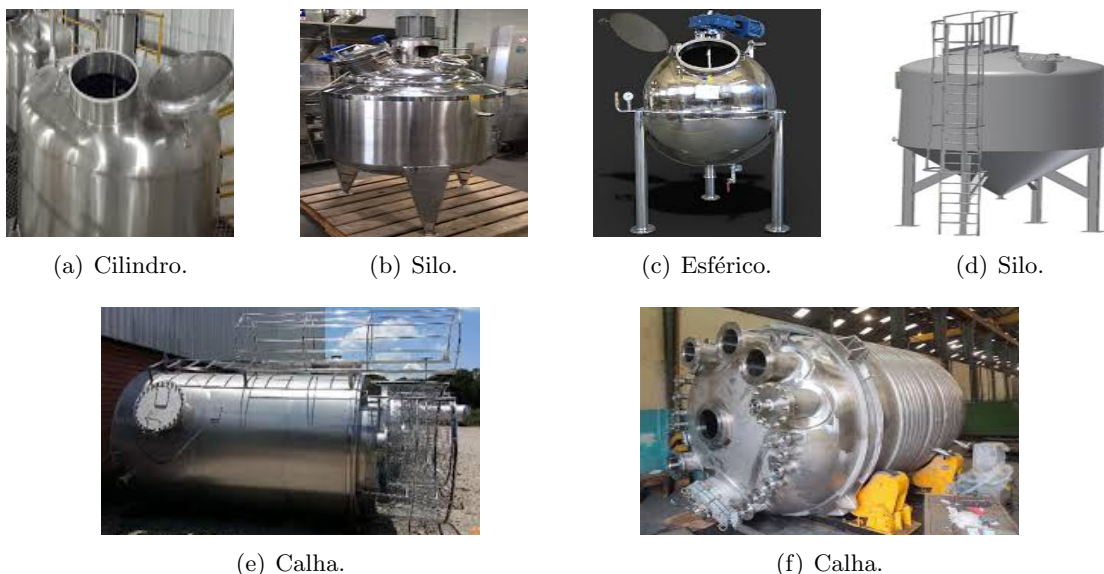 (a) Cilindro.
(b) Silo.
(c) Esférico.
(d) Silo.
(e) Calha.
(f) Calha.